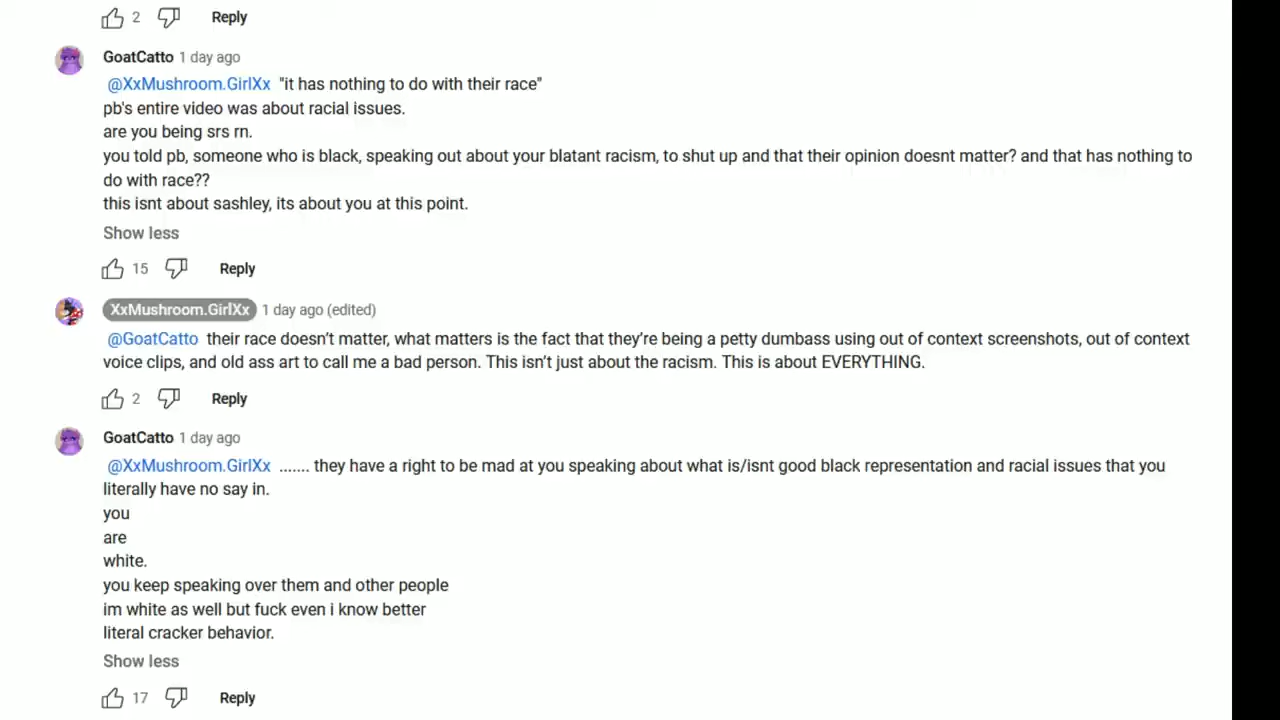 2 Reply
GoatCatto 1 day ago
@XxMushroom.GirlXx "it has nothing to do with their race"
pb's entire video was about racial issues.
are you being srs rn.
you told pb, someone who is black, speaking out about your blatant racism, to shut up and that their opinion doesnt matter? and that has nothing to
do with race??
this isnt about sashley, its about you at this point.
Show less
15 Reply
XxMushroom.GirlXx 1 day ago (edited)
@GoatCatto their race doesn't matter, what matters is the fact that they're being a petty dumbass using out of context screenshots, out of context
voice clips, and old ass art to call me a bad person. This isn't just about the racism. This is about EVERYTHING.
2 Reply
GoatCatto 1 day ago
@XxMushroom.GirlXx ....... they have a right to be mad at you speaking about what is/isnt good black representation and racial issues that you
literally have no say in.
you
are
white.
you keep speaking over them and other people
im white as well but fuck even i know better
literal cracker behavior.
Show less
17 Reply